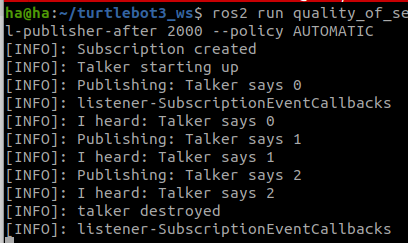 ha@ha:~/turtlebot3_ws$ ros2 run quality_of_se
l-publisher-after 2000 --policy AUTOMATIC
[INFO]: Subscription created
[INFO]: Talker starting up
[INFO]: Publishing: Talker says 0
[INFO]: listener-SubscriptionEventCallbacks
[INFO]: I heard: Talker says 0
[INFO]: Publishing: Talker says 1
[INFO]: I heard: Talker says 1
[INFO]: Publishing: Talker says 2
[INFO]: I heard: Talker says 2
[INFO]: talker destroyed
[INFO]: listener-SubscriptionEventCallbacks